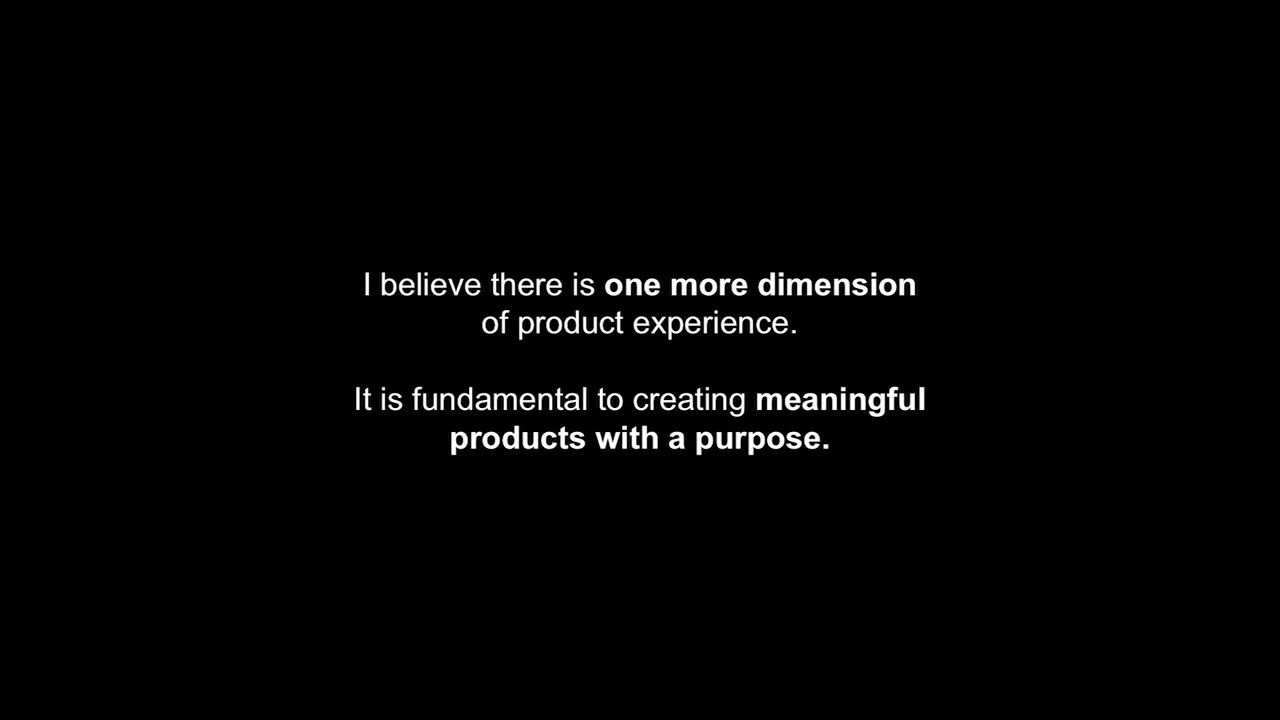 I believe there is one more dimension
of product experience.
It is fundamental to creating meaningful
products with a purpose.